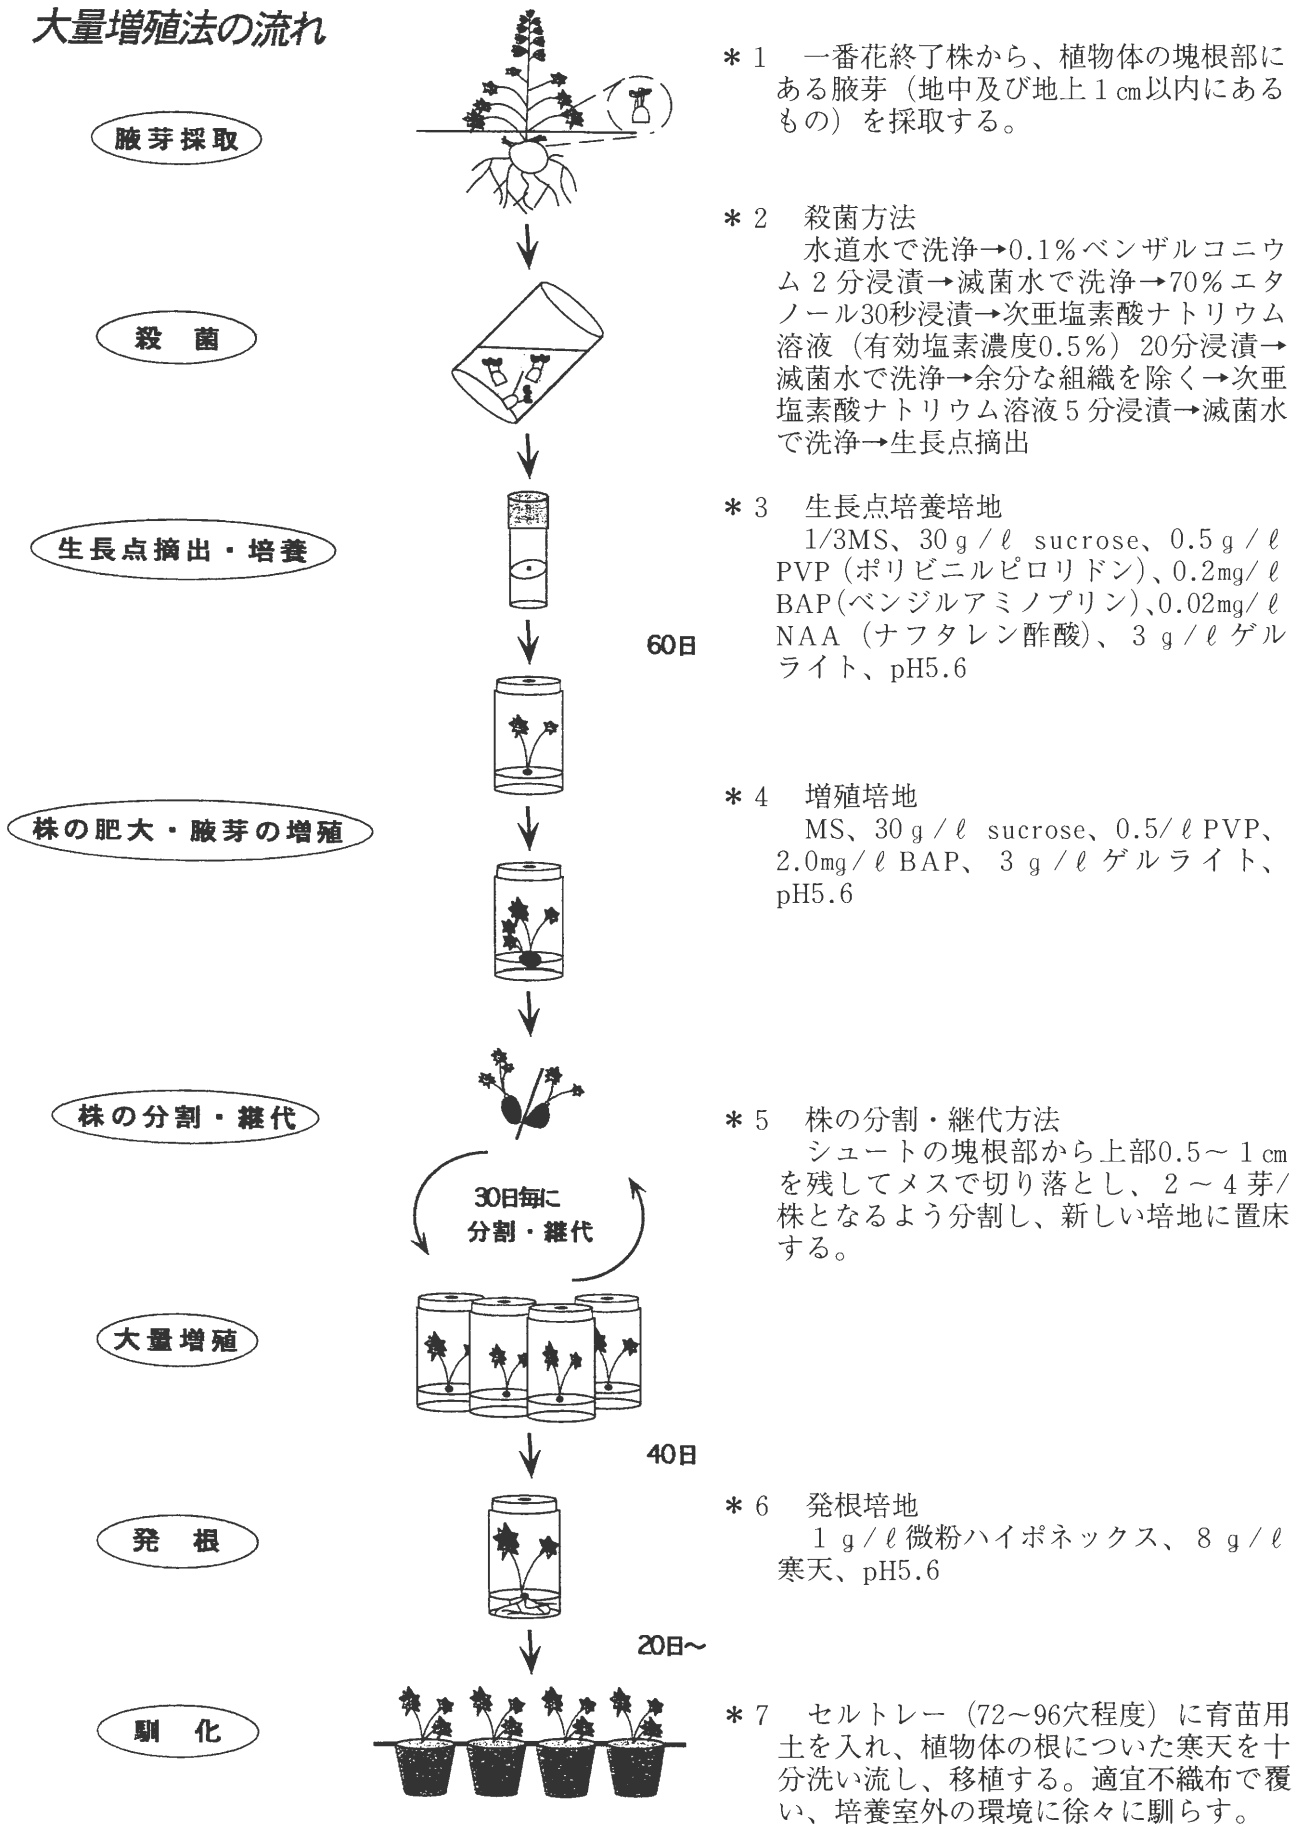 大量増殖法の流れ
腋芽採取
＊1　一番花終了株から、植物体の塊根部に
ある腋芽（地中及び地上1㎝以内にある
もの）を採取する。
殺　菌
＊2　殺菌方法
水道水で洗浄→0.1％ベンザルコニウ
ム2分浸漬→滅菌水で洗浄→70％エタ
ノール30秒浸漬→次亜塩素酸ナトリウム
溶液（有効塩素濃度0.5％）20分浸漬→
滅菌水で洗浄→余分な組織を除く→次亜
塩素酸ナトリウム溶液5分浸漬→滅菌水
で洗浄→生長点摘出
生長点摘出・培養
＊3　生長点培養培地
1/3MS、30ｇ/ℓ sucrose、0.5ｇ/ℓ
PVP（ポリビニルピロリドン）、0.2㎎/ℓ
BAP（ベンジルアミノプリン）、0.02㎎/ℓ
NAA（ナフタレン酢酸）、3ｇ/ℓゲル
ライト、pH5.6
60日
株の肥大・腋芽の増殖
＊4　増殖培地
MS、30ｇ/ℓ sucrose、0.5/ℓ PVP、
2.0㎎/ℓ BAP、3ｇ/ℓゲルライト、
pH5.6
株の分割・継代
＊5　株の分割・継代方法
シュートの塊根部から上部0.5～1㎝
を残してメスで切り落とし、2～4芽/
株となるよう分割し、新しい培地に置床
する。
30日毎に
分割・継代
大量増殖
40日
発　根
＊6　発根培地
1ｇ/ℓ微粉ハイポネックス、8ｇ/ℓ
寒天、pH5.6
20日～
馴　化
＊7　セルトレー（72～96穴程度）に育苗用
土を入れ、植物体の根についた寒天を十
分洗い流し、移植する。適宜不織布で覆
い、培養室外の環境に徐々に馴らす。